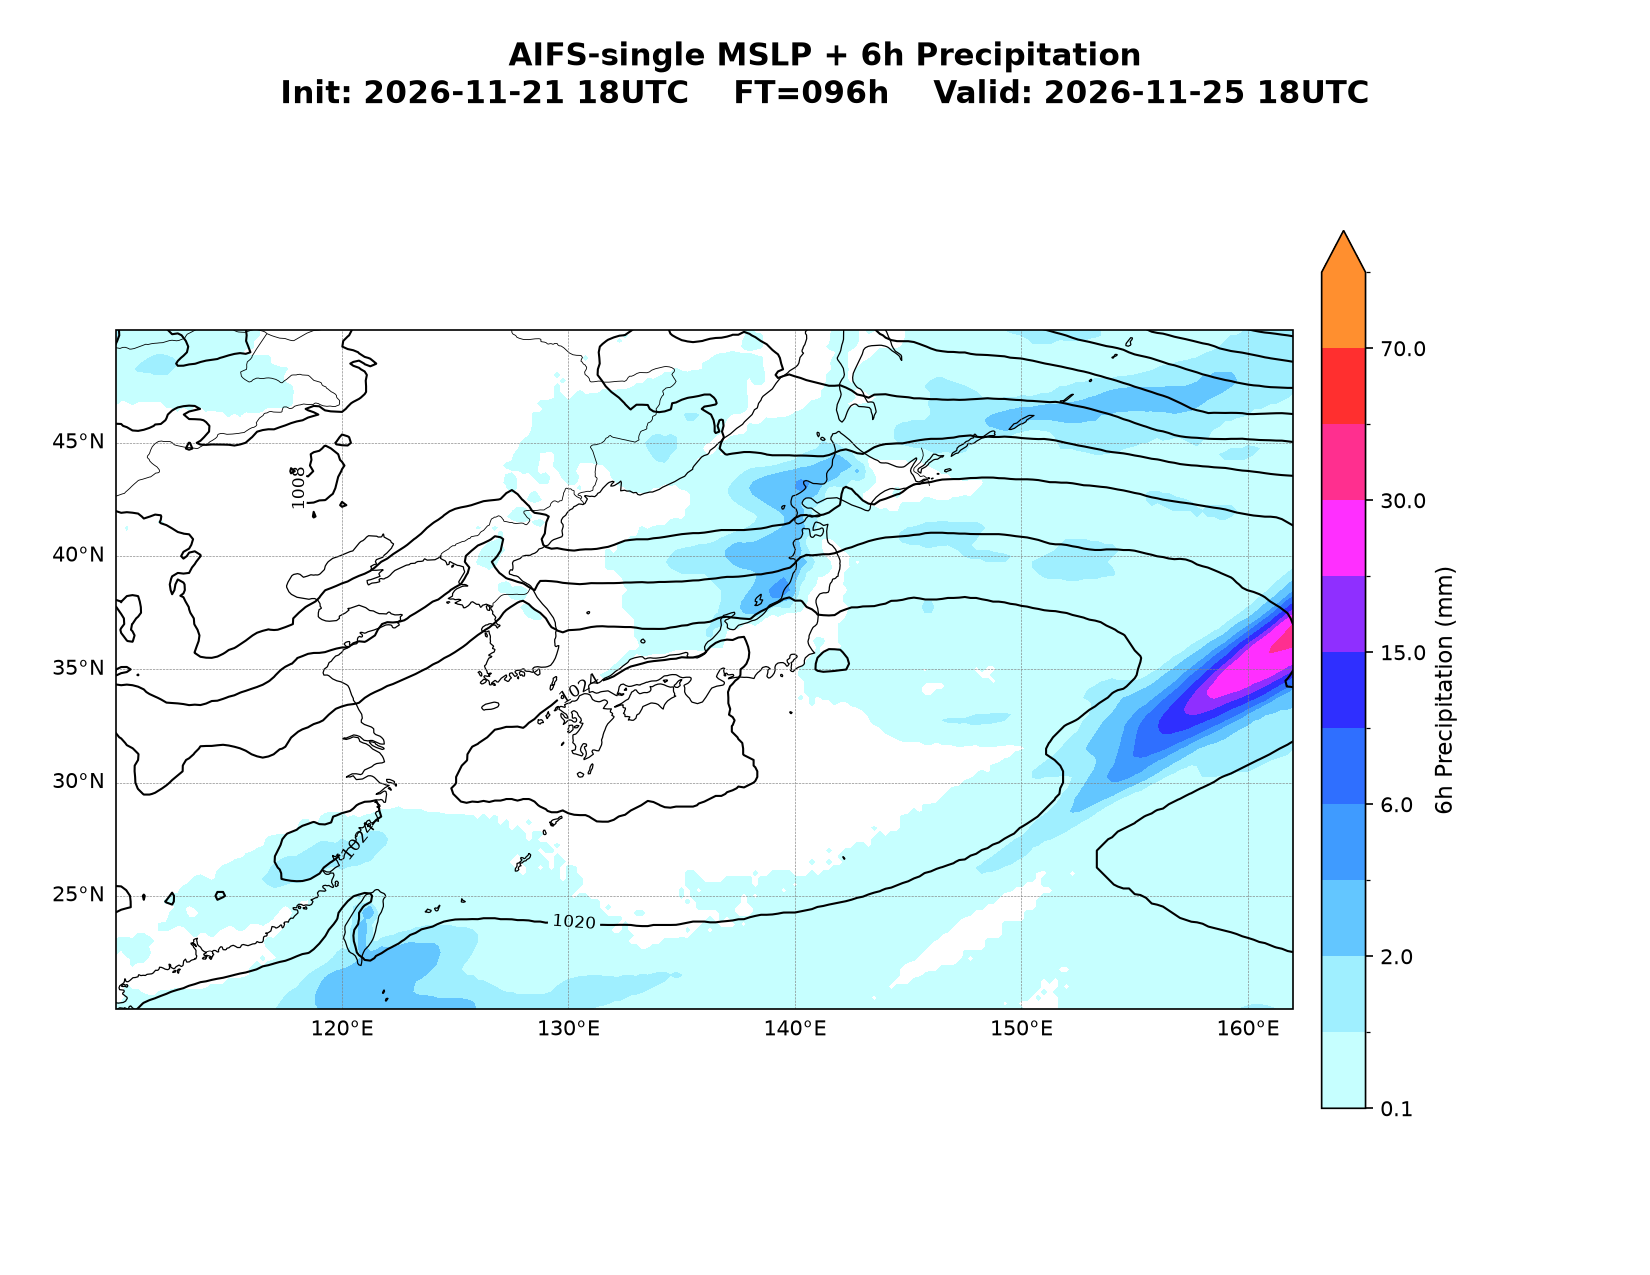 AIFS-single MSLP + 6h Precipitation
Init: 2026-11-21 18UTC    FT=096h    Valid: 2026-11-25 18UTC
70.0
30.0
15.0
6.0
2.0
0.1
6h Precipitation (mm)
45°N
40°N
35°N
30°N
25°N
1008
1024
1024
1020
120°E
130°E
140°E
150°E
160°E